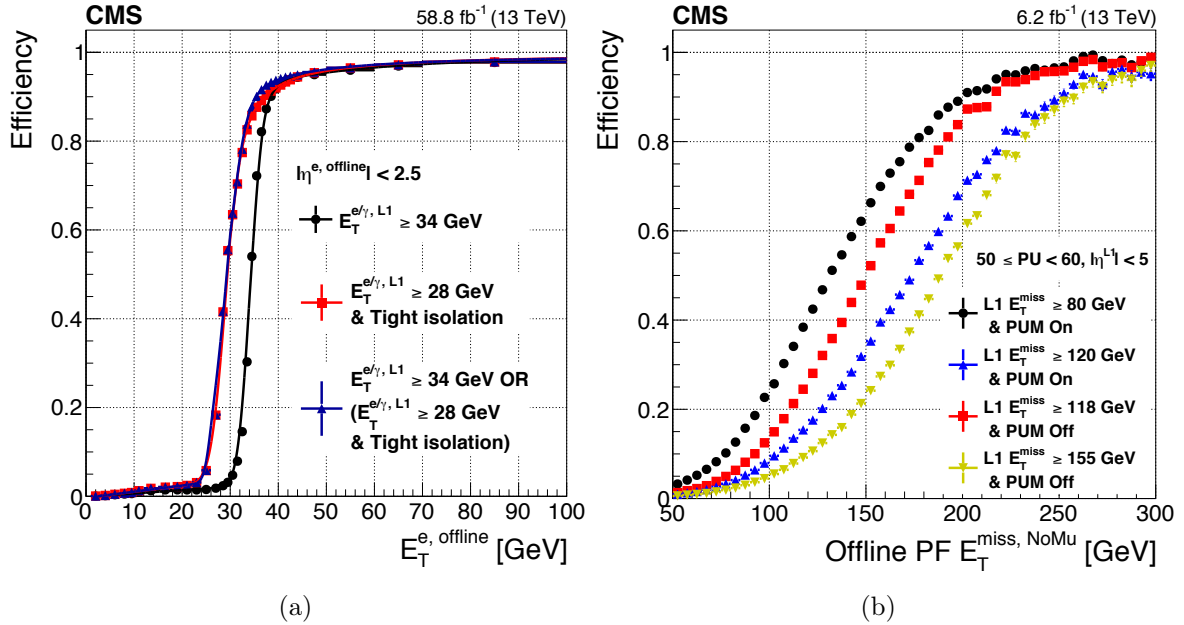 CMS 58.8 fb⁻¹ (13 TeV)
Efficiency
1
0.8
0.6
0.4
0.2
0
|η^{e, offline}| < 2.5
E_T^{e/γ, L1} ≥ 34 GeV
E_T^{e/γ, L1} ≥ 28 GeV
& Tight isolation
E_T^{e/γ, L1} ≥ 34 GeV OR
(E_T^{e/γ, L1} ≥ 28 GeV
& Tight isolation)
0 10 20 30 40 50 60 70 80 90 100
E_T^{e, offline} [GeV]
(a)
CMS 6.2 fb⁻¹ (13 TeV)
Efficiency
1
0.8
0.6
0.4
0.2
0
50 ≤ PU < 60, |η^{L1}| < 5
L1 E_T^{miss} ≥ 80 GeV
& PUM On
L1 E_T^{miss} ≥ 120 GeV
& PUM On
L1 E_T^{miss} ≥ 118 GeV
& PUM Off
L1 E_T^{miss} ≥ 155 GeV
& PUM Off
50 100 150 200 250 300
Offline PF E_T^{miss, NoMu} [GeV]
(b)